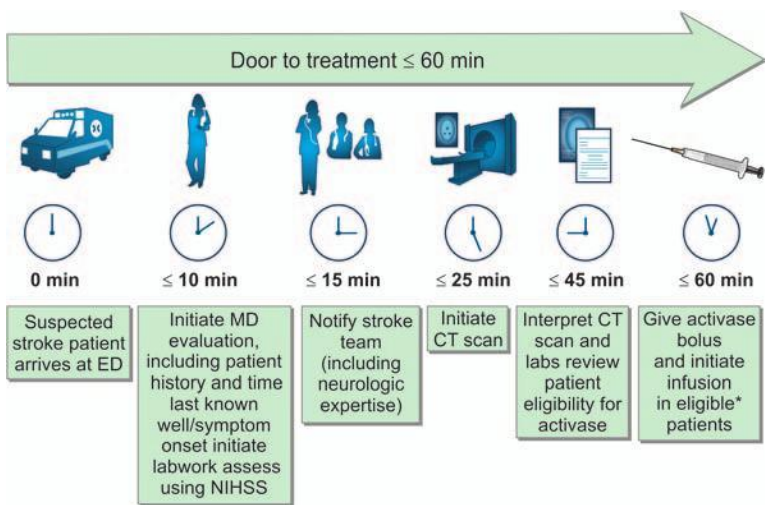 Door to treatment ≤ 60 min
0 min
≤ 10 min
≤ 15 min
≤ 25 min
≤ 45 min
≤ 60 min
Suspected
stroke patient
arrives at ED
Initiate MD
evaluation,
including patient
history and time
last known
well/symptom
onset initiate
labwork assess
using NIHSS
Notify stroke
team
(including
neurologic
expertise)
Initiate
CT scan
Interpret CT
scan and
labs review
patient
eligibility for
activase
Give activase
bolus
and initiate
infusion
in eligible*
patients